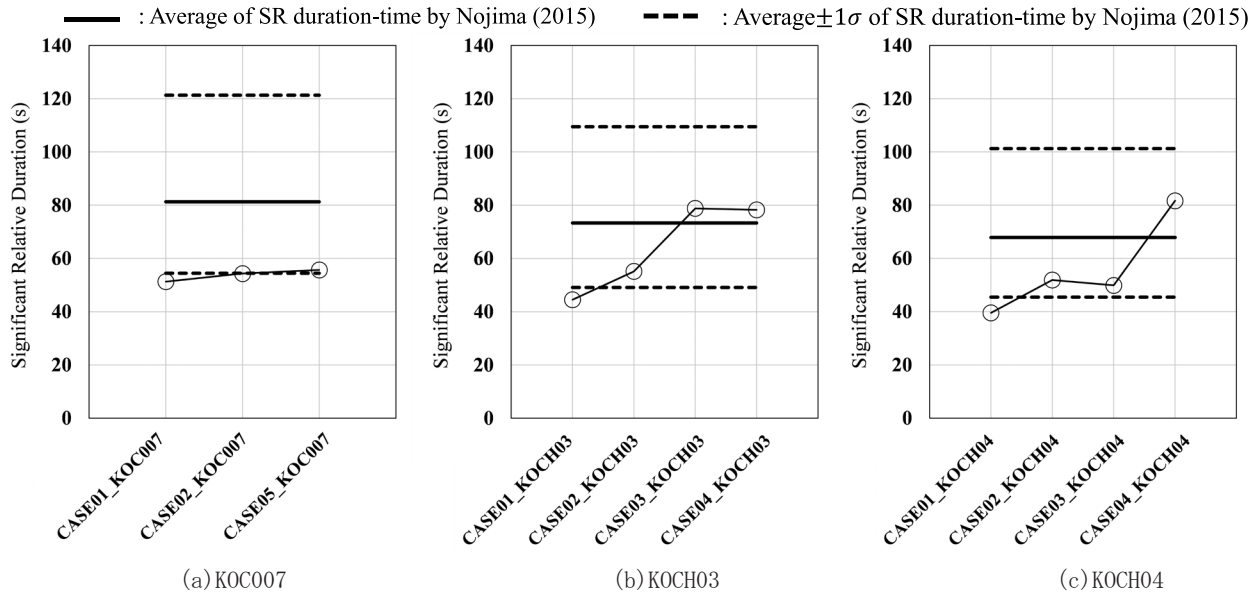 : Average of SR duration-time by Nojima (2015)
: Average±1σ of SR duration-time by Nojima (2015)
Significant Relative Duration (s)
140
120
100
80
60
40
20
0
CASE01_KOC007
CASE02_KOC007
CASE05_KOC007
(a)KOC007
Significant Relative Duration (s)
140
120
100
80
60
40
20
0
CASE01_KOCH03
CASE02_KOCH03
CASE03_KOCH03
CASE04_KOCH03
(b)KOCH03
Significant Relative Duration (s)
140
120
100
80
60
40
20
0
CASE01_KOCH04
CASE02_KOCH04
CASE03_KOCH04
CASE04_KOCH04
(c)KOCH04